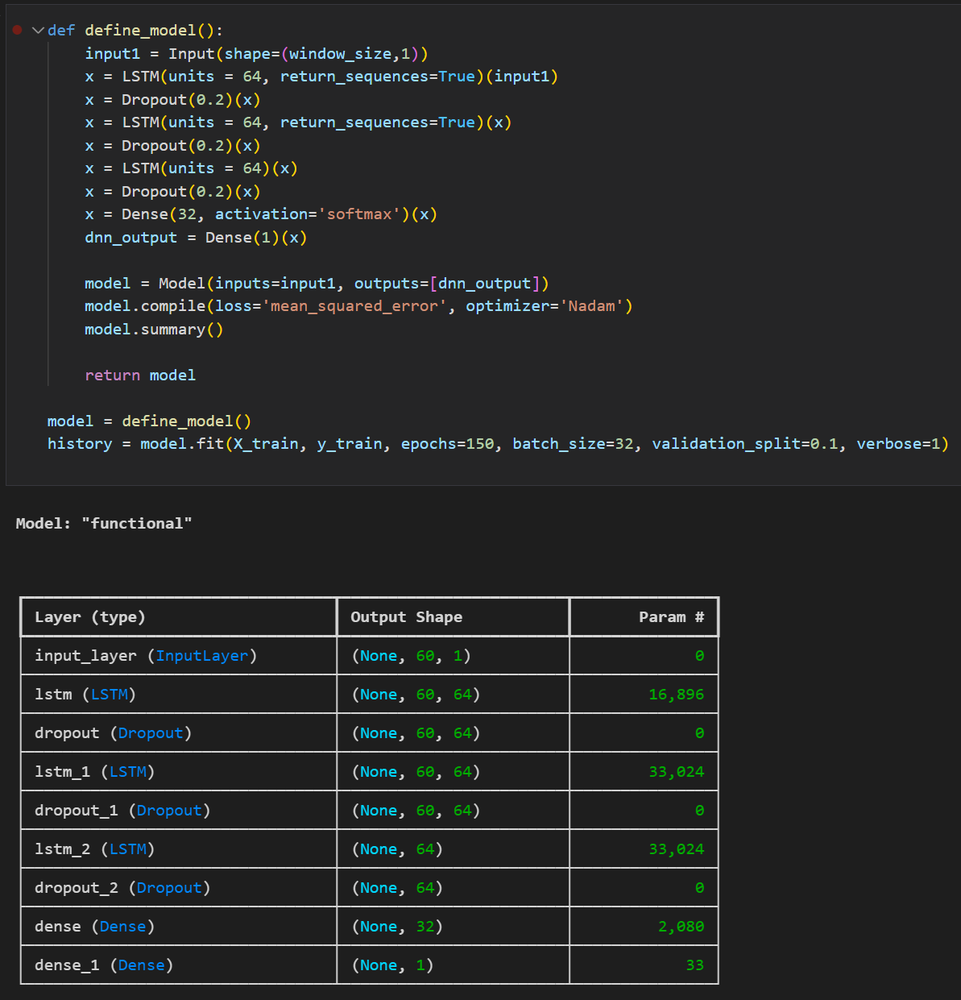 def define_model():
    input1 = Input(shape=(window_size,1))
    x = LSTM(units = 64, return_sequences=True)(input1)
    x = Dropout(0.2)(x)
    x = LSTM(units = 64, return_sequences=True)(x)
    x = Dropout(0.2)(x)
    x = LSTM(units = 64)(x)
    x = Dropout(0.2)(x)
    x = Dense(32, activation='softmax')(x)
    dnn_output = Dense(1)(x)

    model = Model(inputs=input1, outputs=[dnn_output])
    model.compile(loss='mean_squared_error', optimizer='Nadam')
    model.summary()

    return model

model = define_model()
history = model.fit(X_train, y_train, epochs=150, batch_size=32, validation_split=0.1, verbose=1)

Model: "functional"

Layer (type) Output Shape Param #
input_layer (InputLayer) (None, 60, 1) 0
lstm (LSTM) (None, 60, 64) 16,896
dropout (Dropout) (None, 60, 64) 0
lstm_1 (LSTM) (None, 60, 64) 33,024
dropout_1 (Dropout) (None, 60, 64) 0
lstm_2 (LSTM) (None, 64) 33,024
dropout_2 (Dropout) (None, 64) 0
dense (Dense) (None, 32) 2,080
dense_1 (Dense) (None, 1) 33